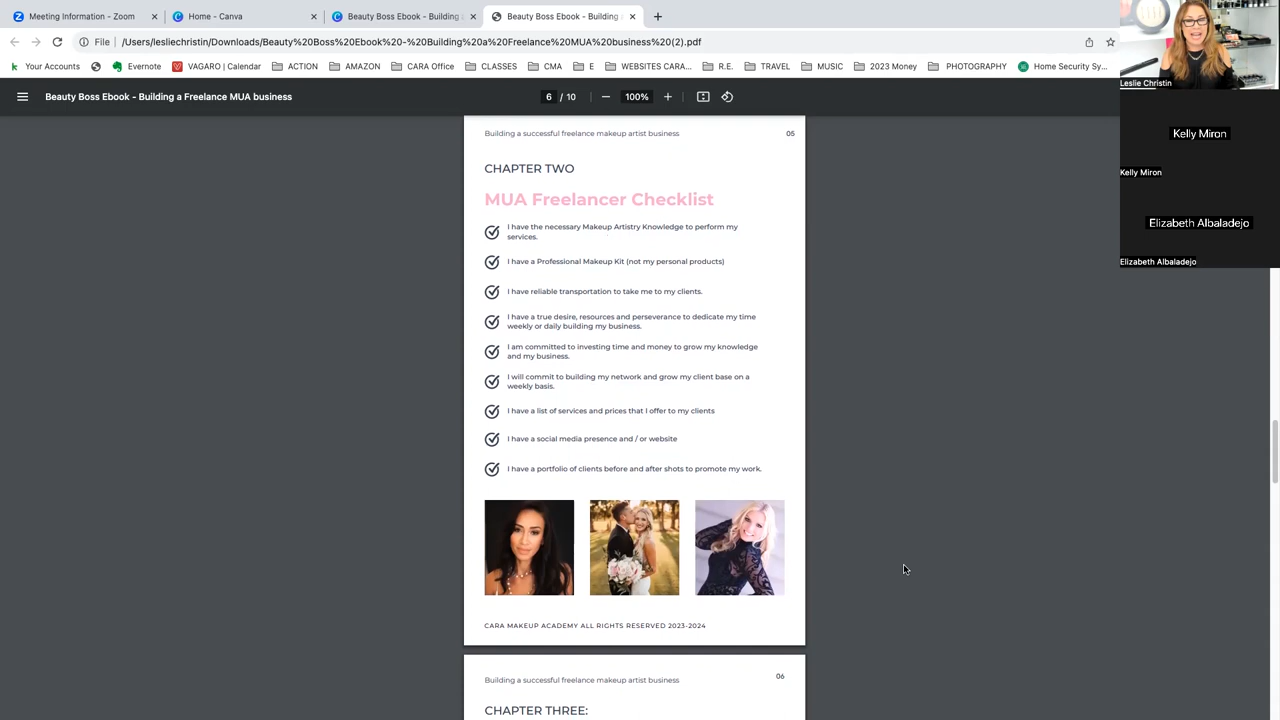 Meeting Information - Zoom
Home - Canva
Beauty Boss Ebook - Building
Beauty Boss Ebook - Building
File
/Users/lesliechristin/Downloads/Beauty%20Boss%20Ebook%20-%20Building%20a%20Freelance%20MUA%20business%20(2).pdf
Your Accounts
Evernote
VAGARO | Calendar
ACTION
AMAZON
CARA Office
CLASSES
CMA
E
WEBSITES CARA...
R.E.
TRAVEL
MUSIC
2023 Money
PHOTOGRAPHY
Home Security Sy...
Beauty Boss Ebook - Building a Freelance MUA business
6 / 10
100%
Building a successful freelance makeup artist business
05
CHAPTER TWO
MUA Freelancer Checklist
I have the necessary Makeup Artistry Knowledge to perform my
services.
I have a Professional Makeup Kit (not my personal products)
I have reliable transportation to take me to my clients.
I have a true desire, resources and perseverance to dedicate my time
weekly or daily building my business.
I am committed to investing time and money to grow my knowledge
and my business.
I will commit to building my network and grow my client base on a
weekly basis.
I have a list of services and prices that I offer to my clients
I have a social media presence and / or website
I have a portfolio of clients before and after shots to promote my work.
CARA MAKEUP ACADEMY ALL RIGHTS RESERVED 2023-2024
Building a successful freelance makeup artist business
06
CHAPTER THREE:
Leslie Christin
Kelly Miron
Kelly Miron
Elizabeth Albaladejo
Elizabeth Albaladejo